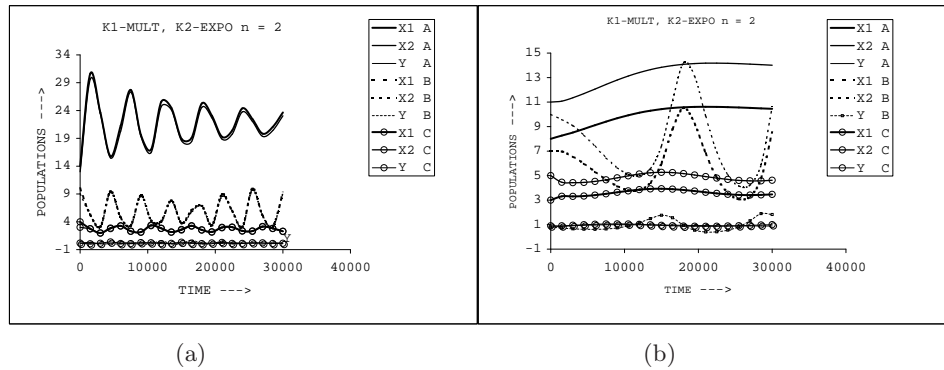 K1-MULT, K2-EXPO n = 2
34
29
24
19
14
9
4
-1
POPULATIONS --->
0 10000 20000 30000 40000
TIME --->
Y
X1 A
X2 A
Y A
X1 B
X2 B
Y B
X1 C
X2 C
Y C
(a)
K1-MULT, K2-EXPO n = 2
15
13
11
9
7
5
3
1
-1
POPULATIONS --->
0 10000 20000 30000 40000
TIME --->
X1 A
X2 A
Y A
X1 B
X2 B
Y B
X1 C
X2 C
Y C
(b)